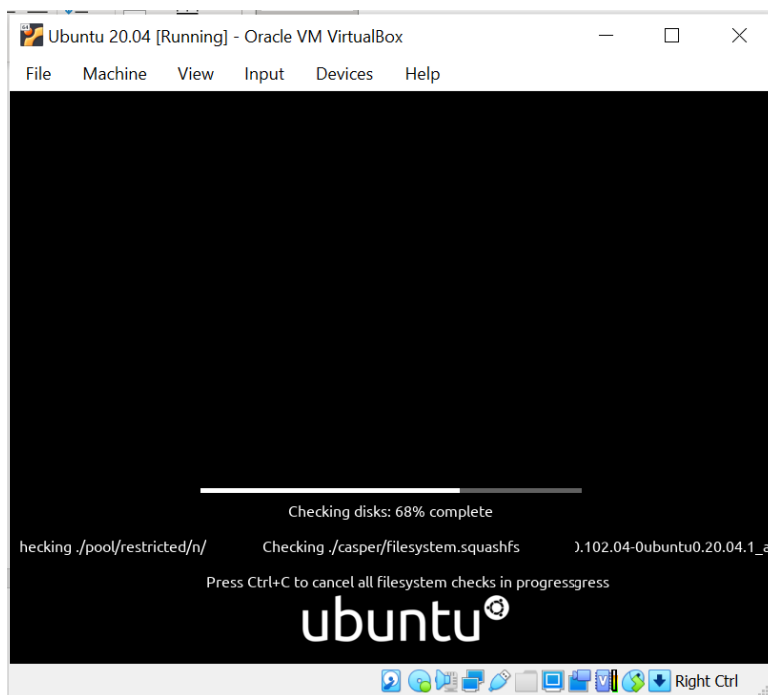 Ubuntu 20.04 [Running] - Oracle VM VirtualBox
File Machine View Input Devices Help
Checking disks: 68% complete
hecking ./pool/restricted/n/ Checking ./casper/filesystem.squashfs 0.102.04-0ubuntu0.20.04.1_a
Press Ctrl+C to cancel all filesystem checks in progressgress
ubuntu
Right Ctrl